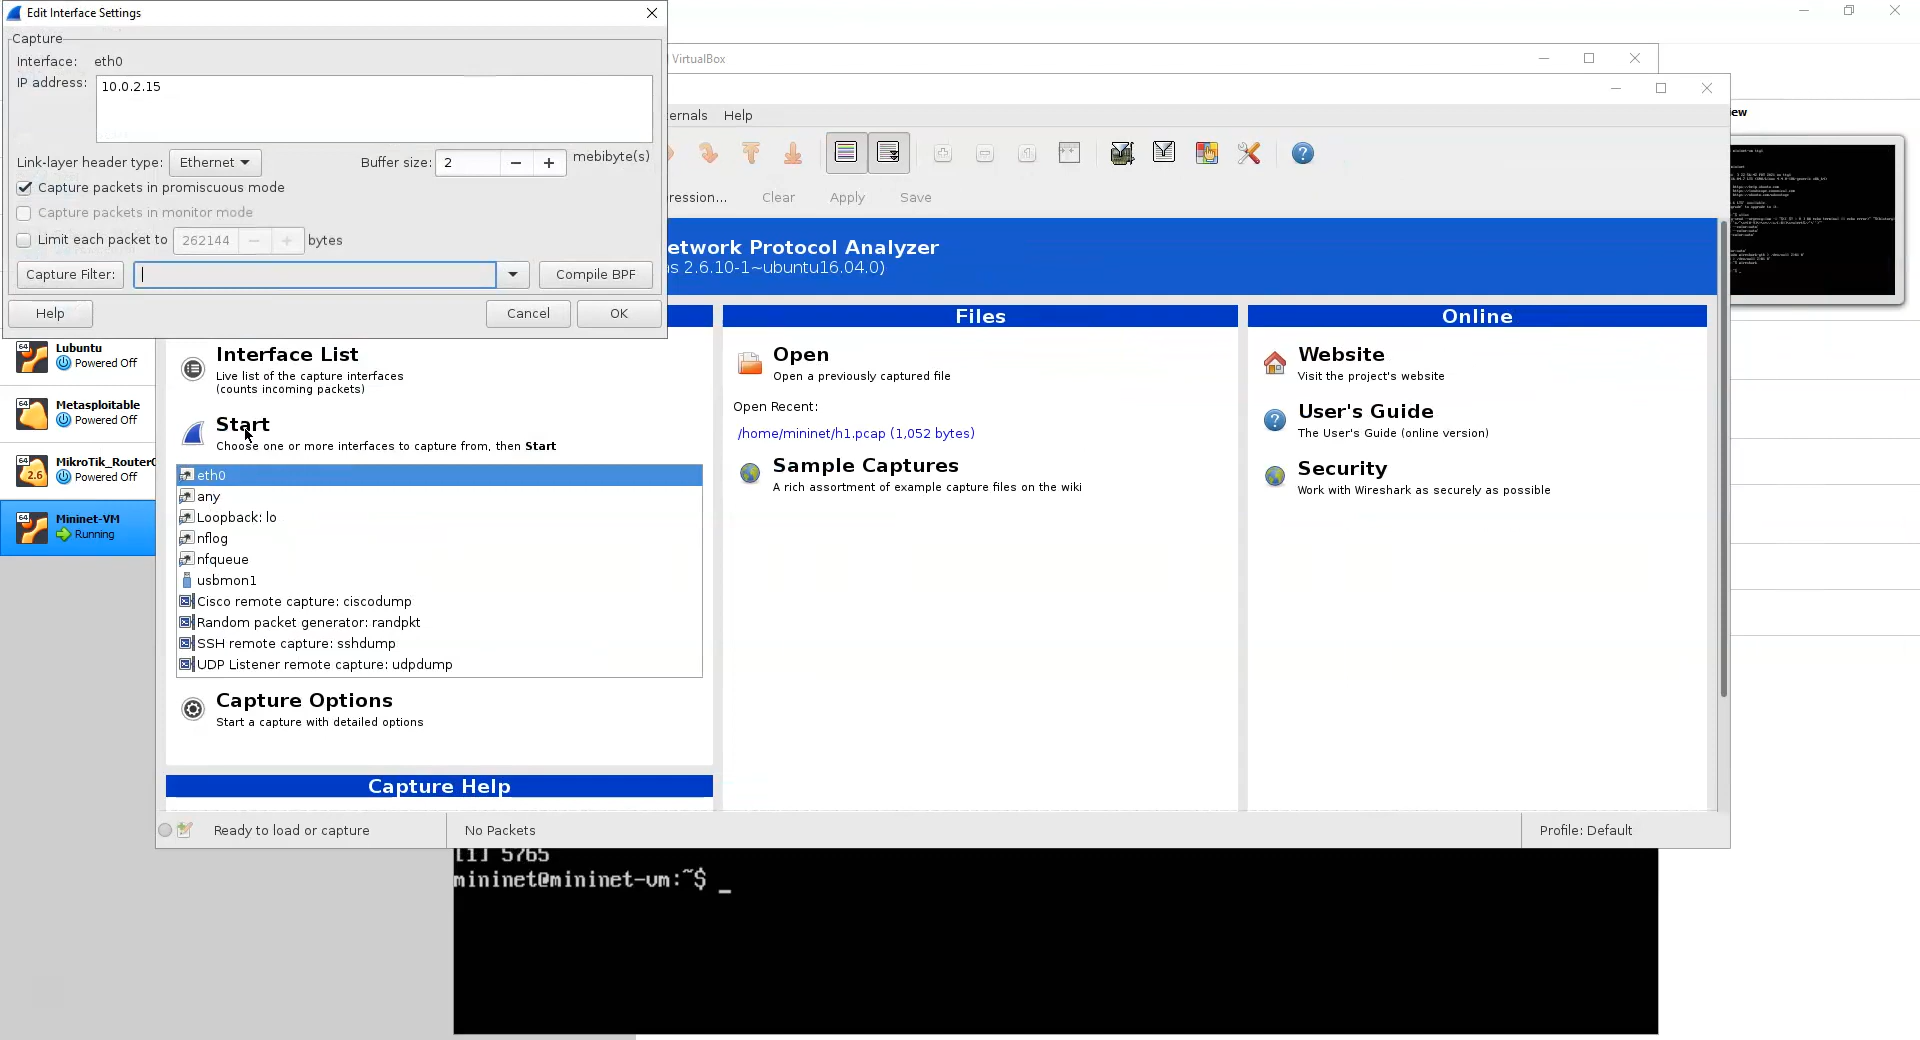 Edit Interface Settings
Capture
Interface: eth0
IP address: 10.0.2.15
Link-layer header type: Ethernet
Buffer size: 2 mebibyte(s)
Capture packets in promiscuous mode
Capture packets in monitor mode
Limit each packet to 262144 bytes
Capture Filter:
Compile BPF
Help
Cancel
OK
VirtualBox
ernals Help
ression... Clear Apply Save
etwork Protocol Analyzer
s 2.6.10-1~ubuntu16.04.0)
ew
Lubuntu
Powered Off
Metasploitable
Powered Off
MikroTik_Router
Powered Off
Mininet-VM
Running
Interface List
Live list of the capture interfaces
(counts incoming packets)
Start
Choose one or more interfaces to capture from, then Start
eth0
any
Loopback: lo
nflog
nfqueue
usbmon1
Cisco remote capture: ciscodump
Random packet generator: randpkt
SSH remote capture: sshdump
UDP Listener remote capture: udpdump
Capture Options
Start a capture with detailed options
Capture Help
Files
Open
Open a previously captured file
Open Recent:
/home/mininet/h1.pcap (1,052 bytes)
Sample Captures
A rich assortment of example capture files on the wiki
Online
Website
Visit the project's website
User's Guide
The User's Guide (online version)
Security
Work with Wireshark as securely as possible
Ready to load or capture
No Packets
Profile: Default
[1] 5765
mininet@mininet-vm:~$ _